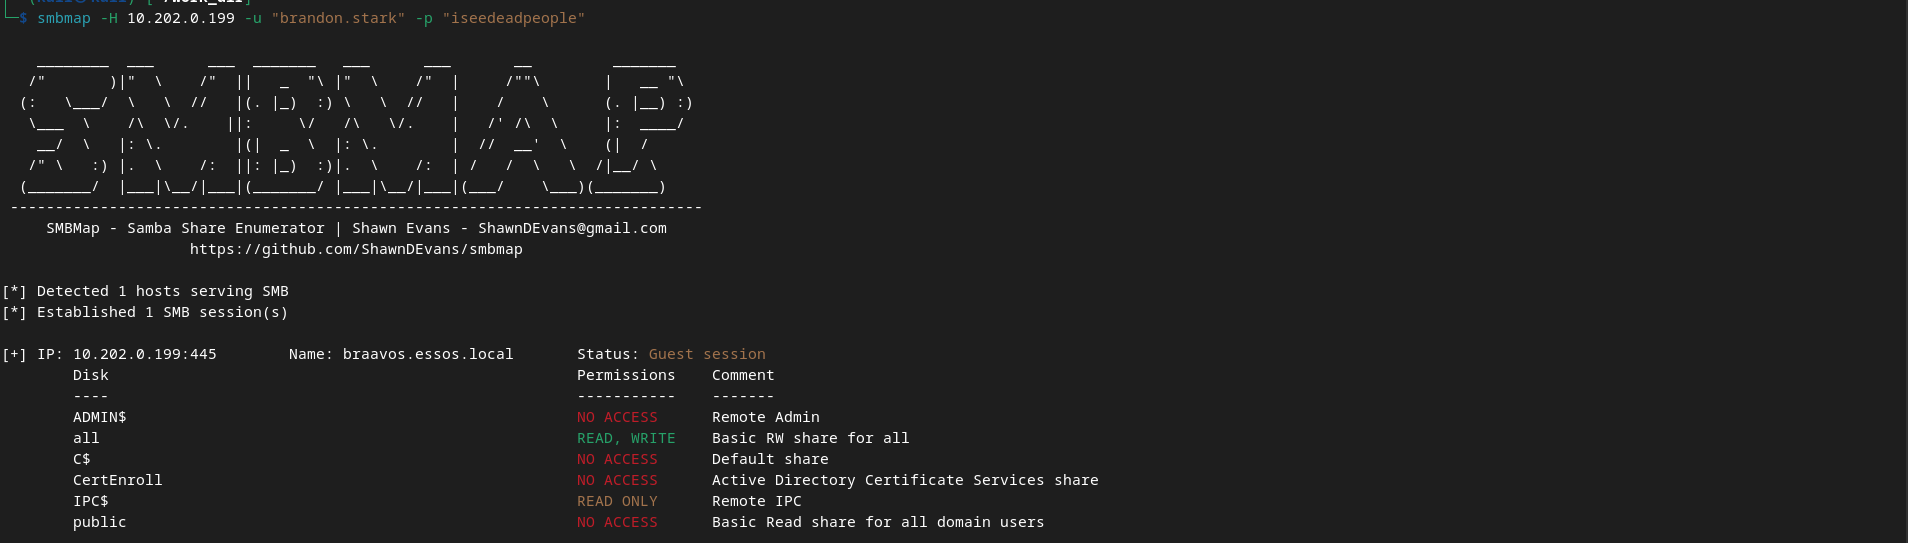 └─$ smbmap -H 10.202.0.199 -u "brandon.stark" -p "iseedeadpeople"
    ________  ___      ___  _______   ___      ___       __         _______
   /"       )|"  \    /"  ||   _  "\ |"  \    /"  |     /""\       |   __ "\
  (:   \___/  \   \  //   |(. |_)  :) \   \  //   |    /    \      (. |__) :)
   \___  \    /\  \/.    ||:     \/   /\   \/.    |   /' /\  \     |:  ____/
    __/  \   |: \.        |(|  _  \  |: \.        |  //  __'  \    (|  /
   /" \   :) |.  \    /:  ||: |_)  :)|.  \    /:  | /   /  \   \  /|__/ \
  (_______/  |___|\__/|___|(_______/ |___|\__/|___|(___/    \___)(_______)
-----------------------------------------------------------------------------
SMBMap - Samba Share Enumerator | Shawn Evans - ShawnDEvans@gmail.com
https://github.com/ShawnDEvans/smbmap
[*] Detected 1 hosts serving SMB
[*] Established 1 SMB session(s)
[+] IP: 10.202.0.199:445 Name: braavos.essos.local Status: Guest session
Disk Permissions Comment
---- ----------- -------
ADMIN$ NO ACCESS Remote Admin
all READ, WRITE Basic RW share for all
C$ NO ACCESS Default share
CertEnroll NO ACCESS Active Directory Certificate Services share
IPC$ READ ONLY Remote IPC
public NO ACCESS Basic Read share for all domain users